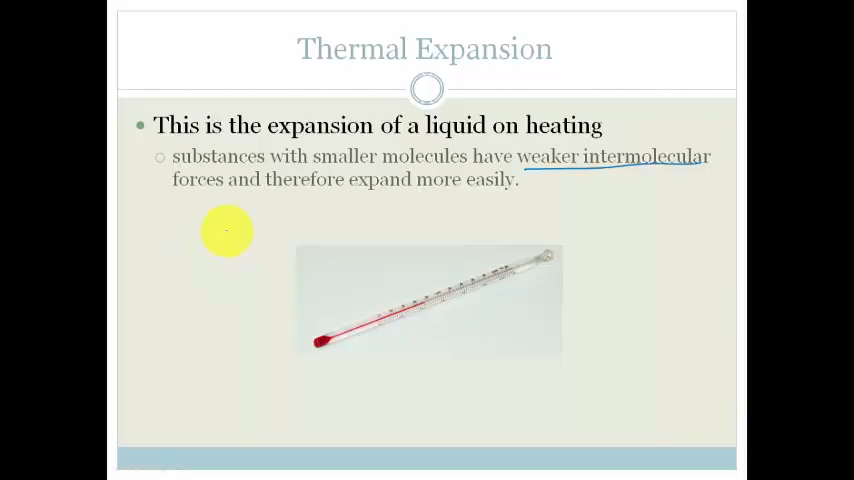 Thermal Expansion
This is the expansion of a liquid on heating
substances with smaller molecules have weaker intermolecular
forces and therefore expand more easily.